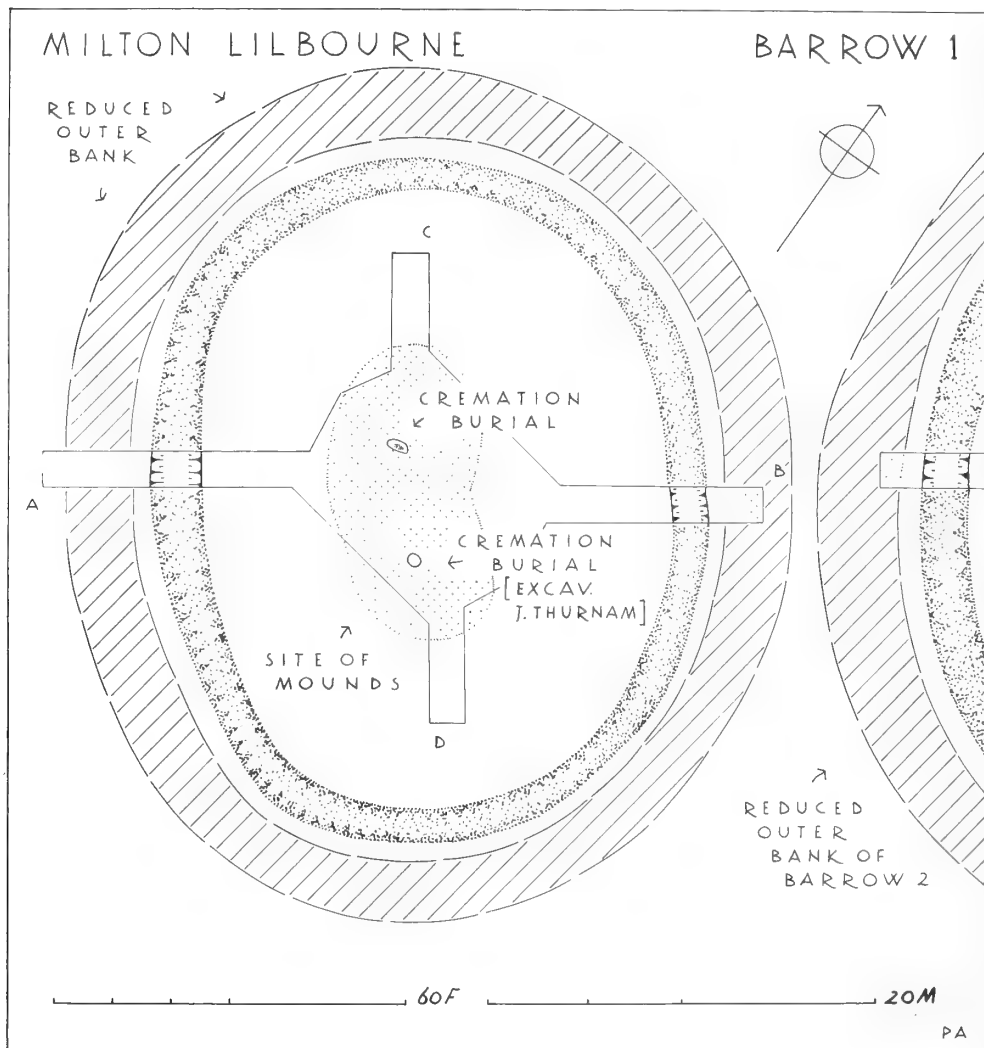 MILTON LILBOURNE
BARROW 1
REDUCED
OUTER
BANK
C
CREMATION
BURIAL
A
B
CREMATION
BURIAL
[EXCAV.
J. THURNAM]
SITE OF
MOUNDS
D
REDUCED
OUTER
BANK OF
BARROW 2
60F
20M
PA